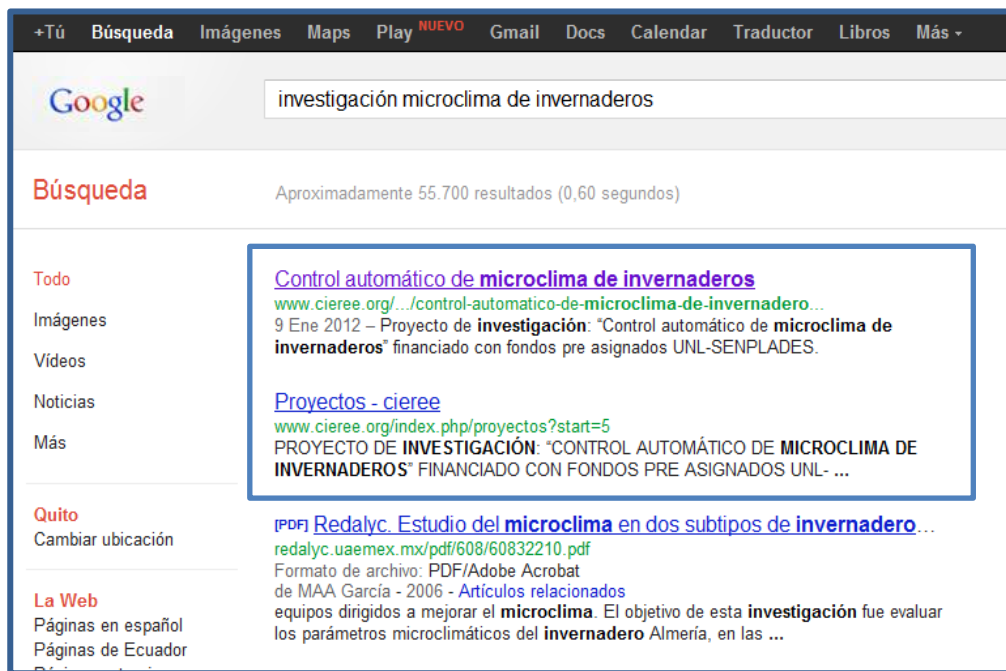 +Tú Búsqueda Imágenes Maps Play NUEVO Gmail Docs Calendar Traductor Libros Más
Google
investigación microclima de invernaderos
Búsqueda
Aproximadamente 55.700 resultados (0,60 segundos)
Todo
Imágenes
Vídeos
Noticias
Más
Quito
Cambiar ubicación
La Web
Páginas en español
Páginas de Ecuador
Control automático de microclima de invernaderos
www.cieree.org/.../control-automatico-de-microclima-de-invernadero...
9 Ene 2012 – Proyecto de investigación: “Control automático de microclima de
invernaderos” financiado con fondos pre asignados UNL-SENPLADES.
Proyectos - cieree
www.cieree.org/index.php/proyectos?start=5
PROYECTO DE INVESTIGACIÓN: “CONTROL AUTOMÁTICO DE MICROCLIMA DE
INVERNADEROS” FINANCIADO CON FONDOS PRE ASIGNADOS UNL- ...
[PDF] Redalyc. Estudio del microclima en dos subtipos de invernadero...
redalyc.uaemex.mx/pdf/608/60832210.pdf
Formato de archivo: PDF/Adobe Acrobat
de MAA García - 2006 - Artículos relacionados
equipos dirigidos a mejorar el microclima. El objetivo de esta investigación fue evaluar
los parámetros microclimáticos del invernadero Almería, en las ...